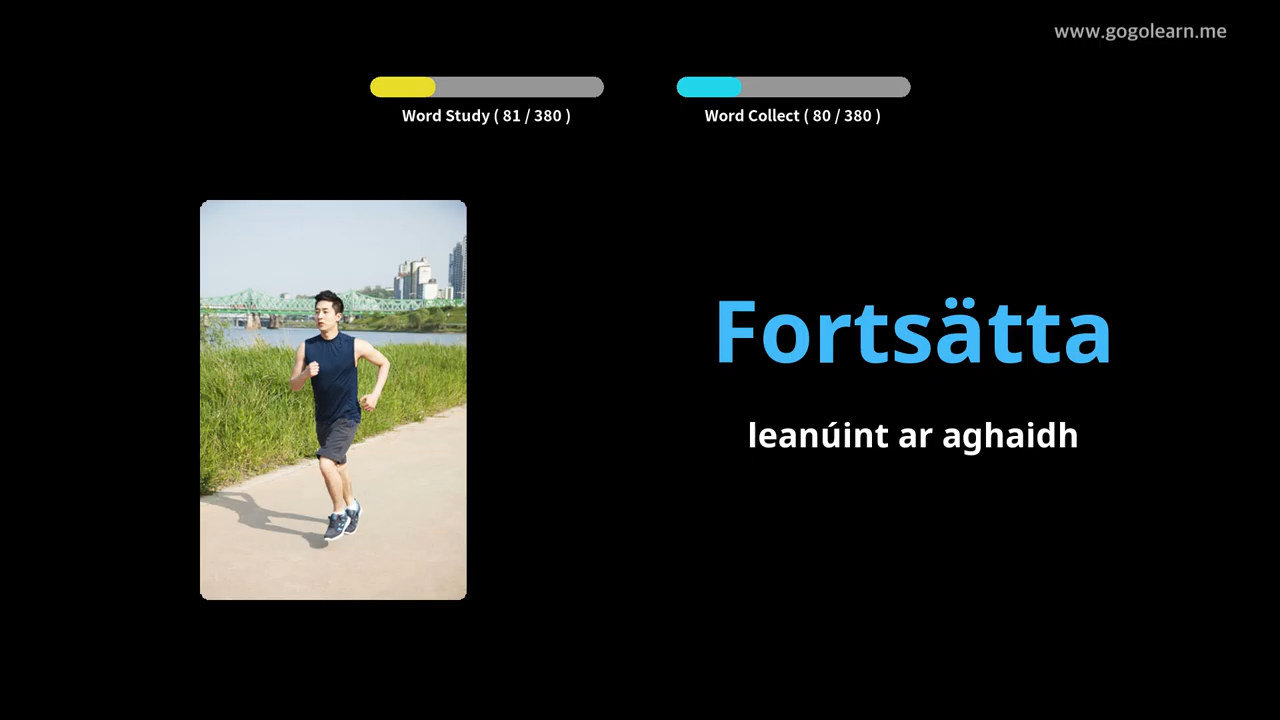 www.gogolearn.me
Word Study ( 81 / 380 )
Word Collect ( 80 / 380 )
Fortsätta
leanúint ar aghaidh